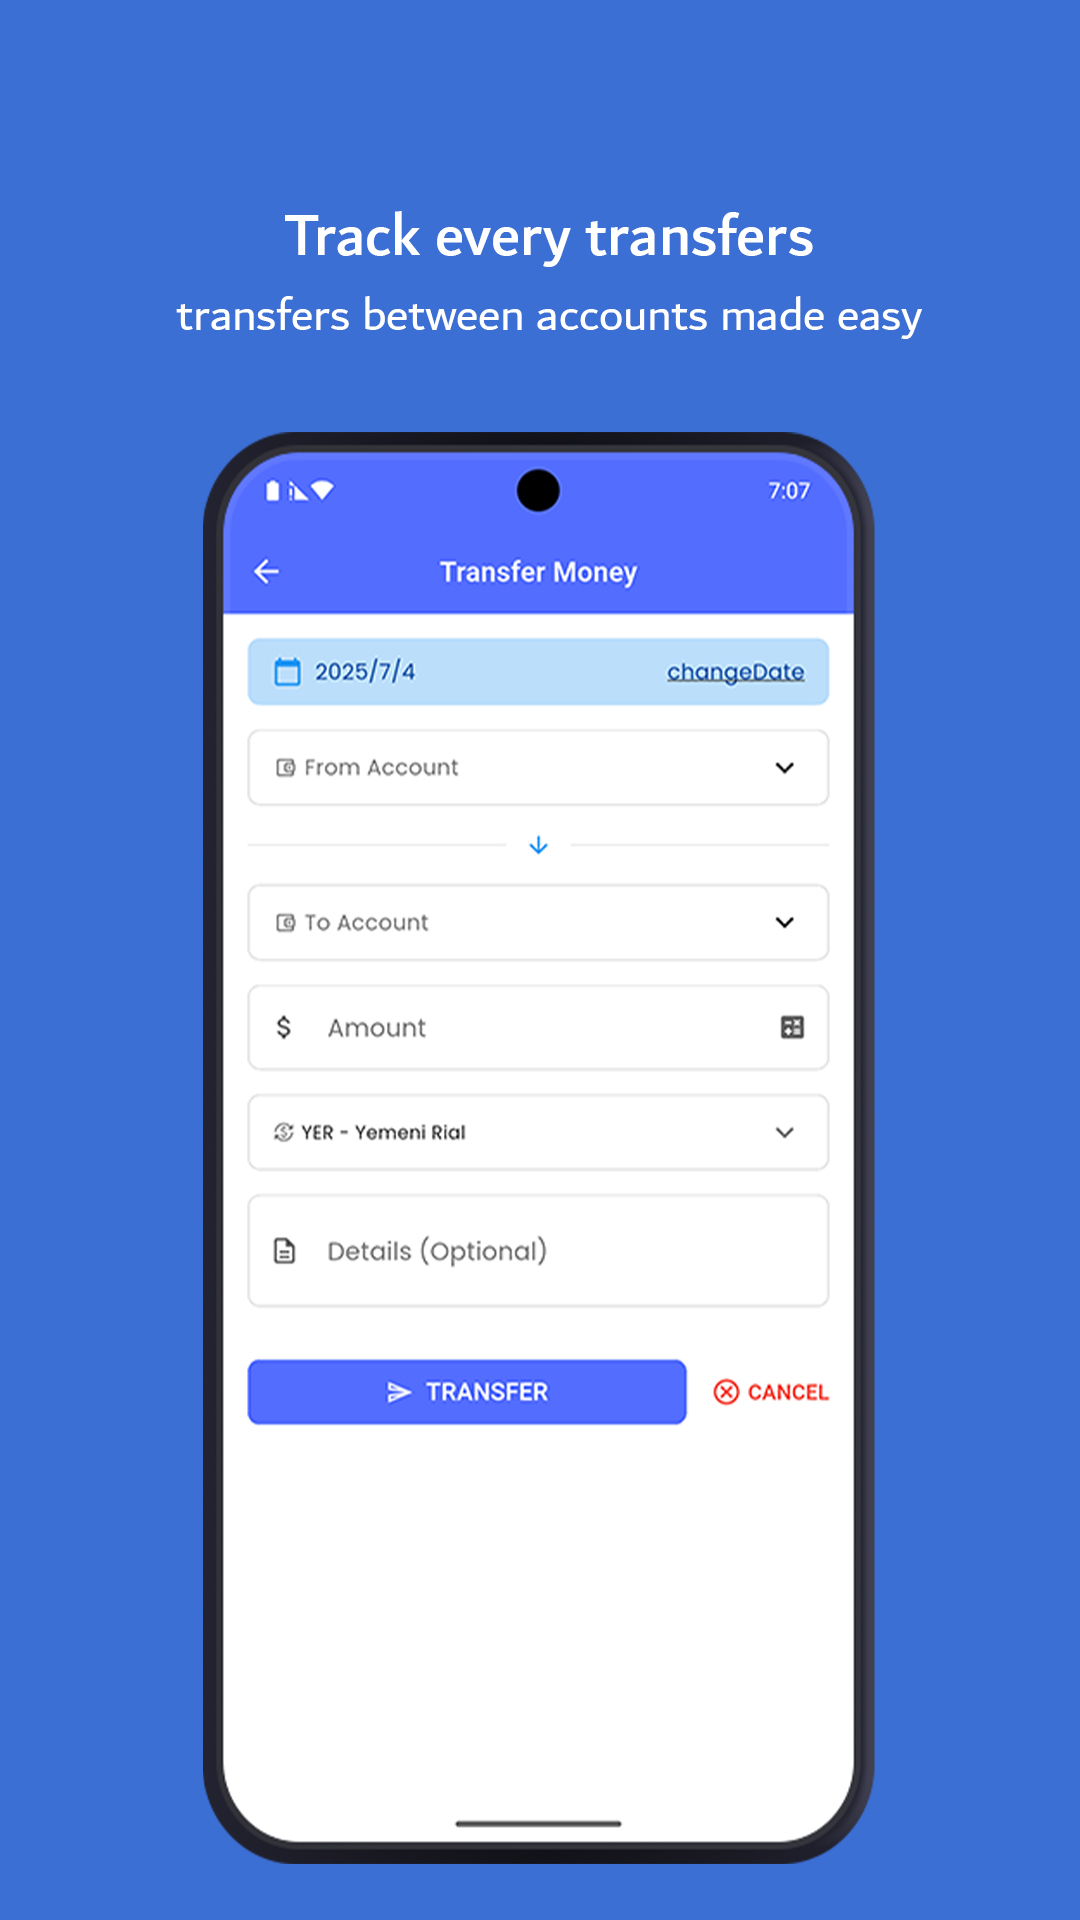 Track every transfers
transfers between accounts made easy
7:07
Transfer Money
2025/7/4 changeDate
From Account
To Account
$ Amount
YER - Yemeni Rial
Details (Optional)
TRANSFER CANCEL